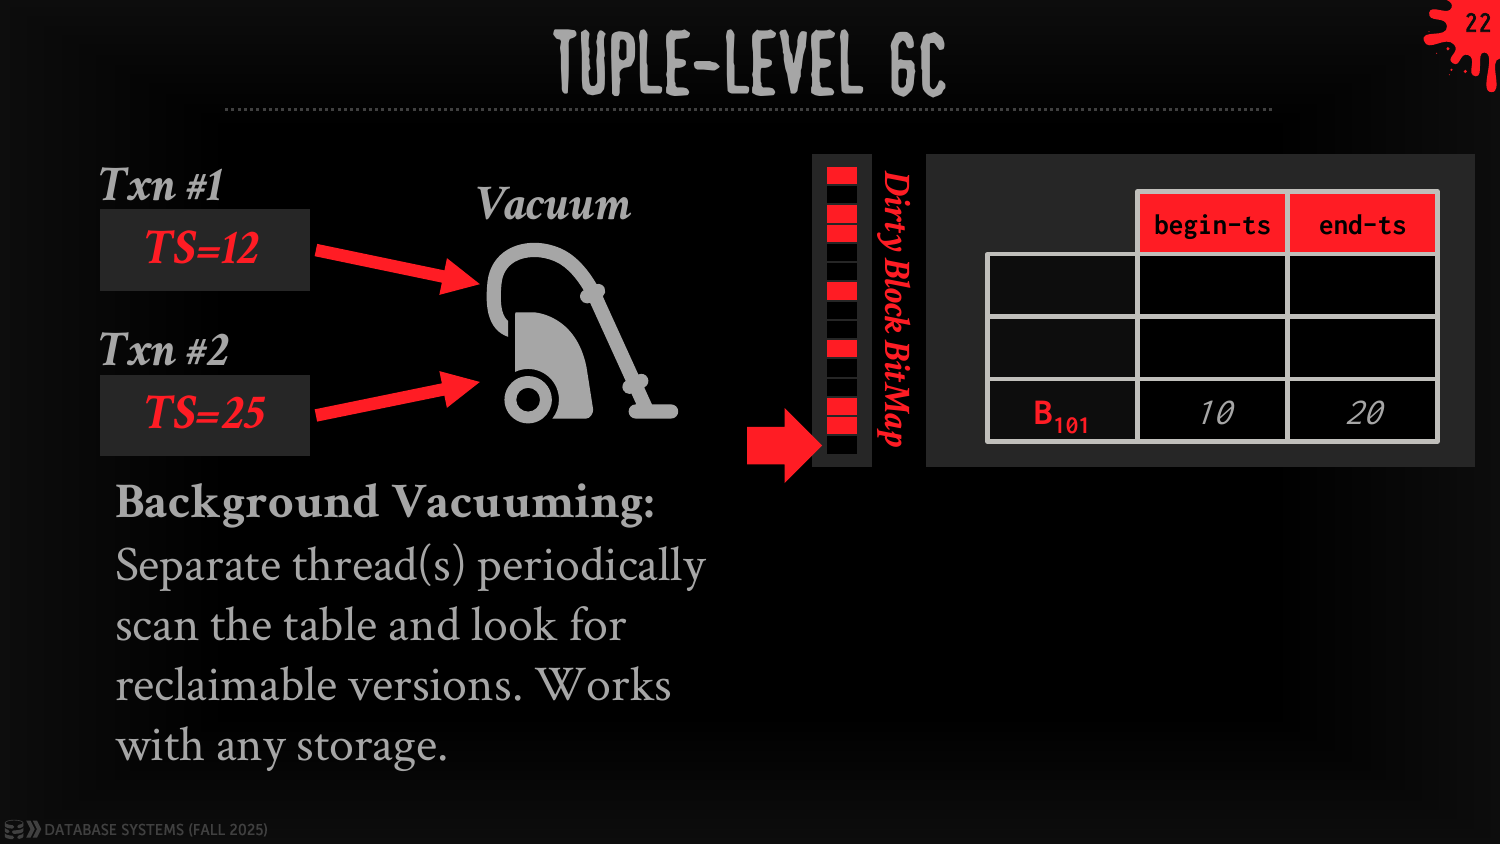 22
TUPLE-LEVEL GC
Txn #1
TS=12
Txn #2
TS=25
Vacuum
Dirty Block BitMap
begin-ts end-ts
B101 10 20
Background Vacuuming:
Separate thread(s) periodically
scan the table and look for
reclaimable versions. Works
with any storage.
DATABASE SYSTEMS (FALL 2025)